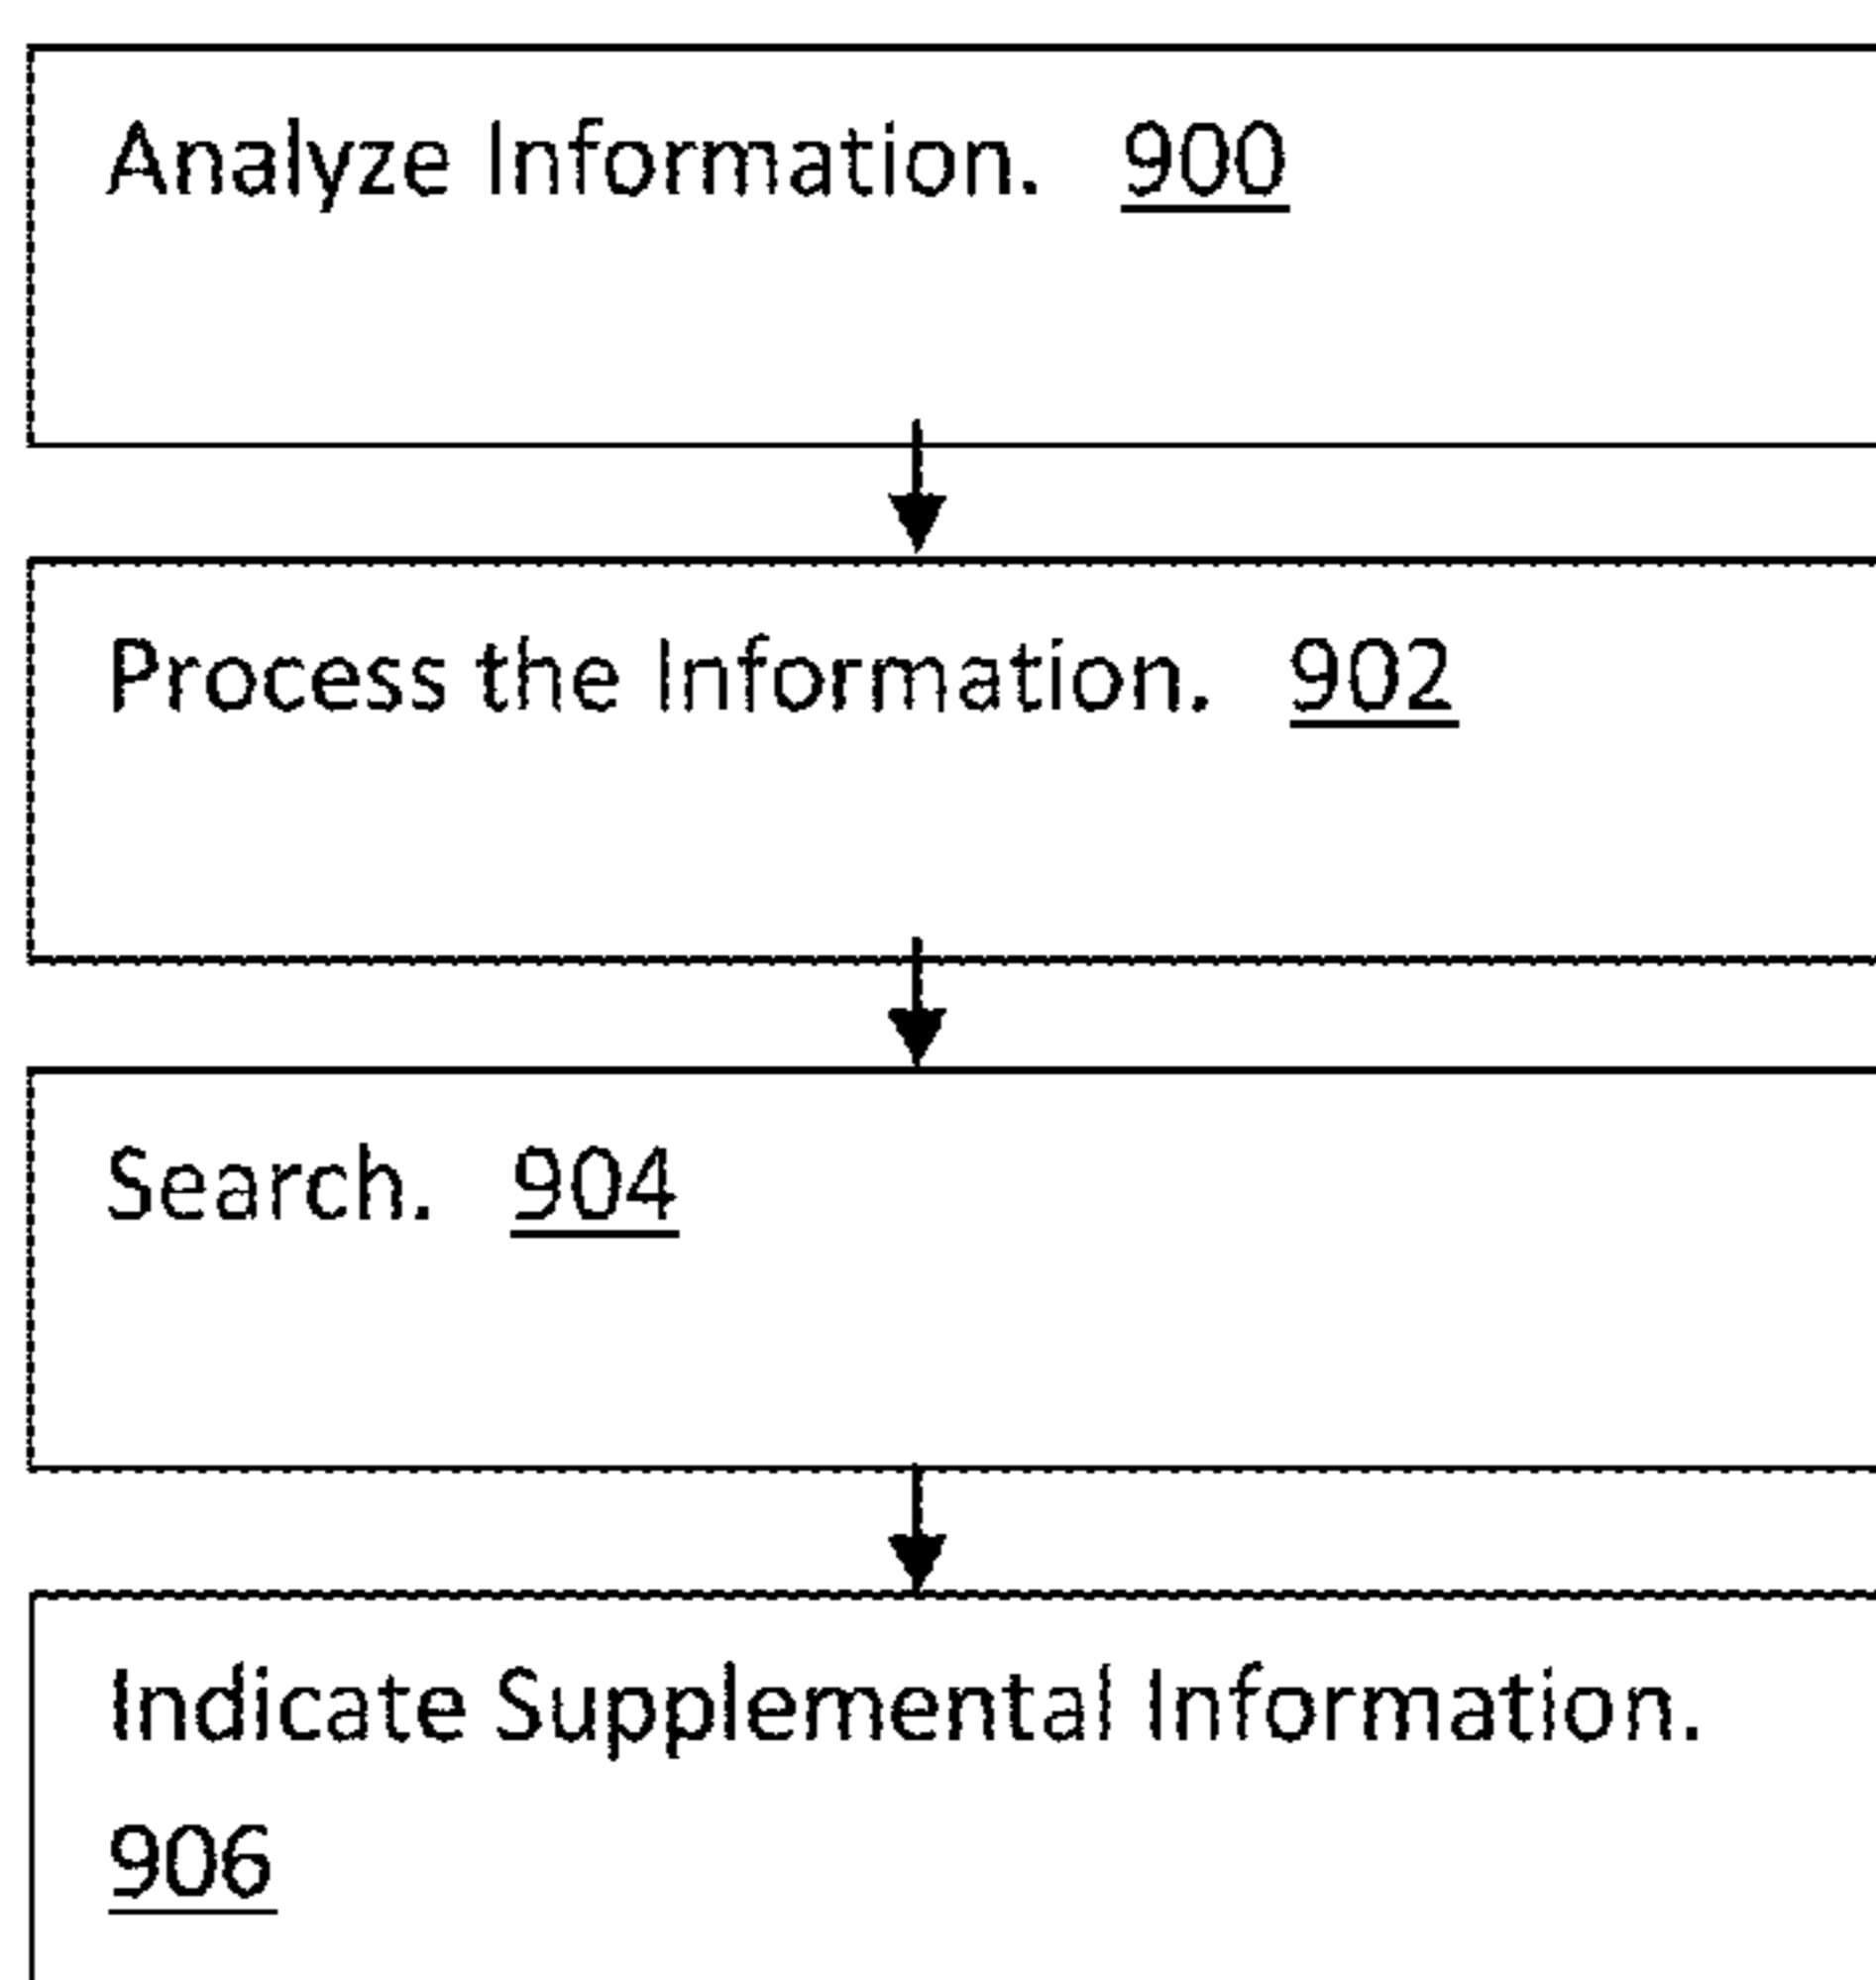 Analyze Information. 900
Process the Information. 902
Search. 904
Indicate Supplemental Information.
906